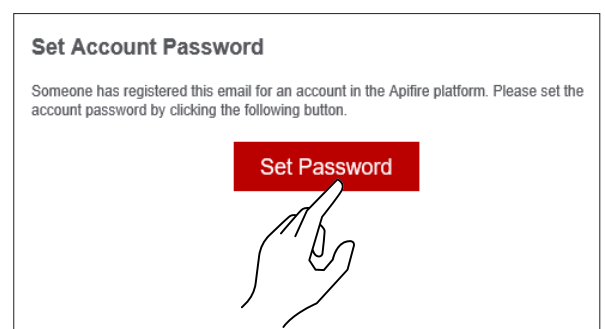 Set Account Password
Someone has registered this email for an account in the Apifire platform. Please set the
account password by clicking the following button.
Set Password